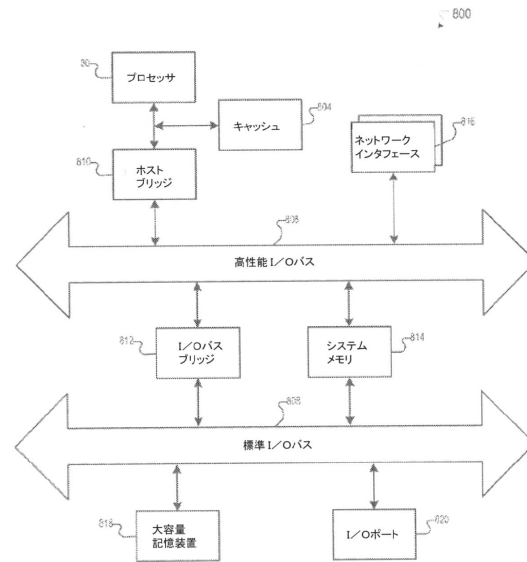 800
プロセッサ
804
キャッシュ
816
ネットワーク
インタフェース
810
ホスト
ブリッジ
高性能I/Oバス
812
I/Oバス
ブリッジ
システム
メモリ
814
標準I/Oバス
818
大容量
記憶装置
I/Oポート
820